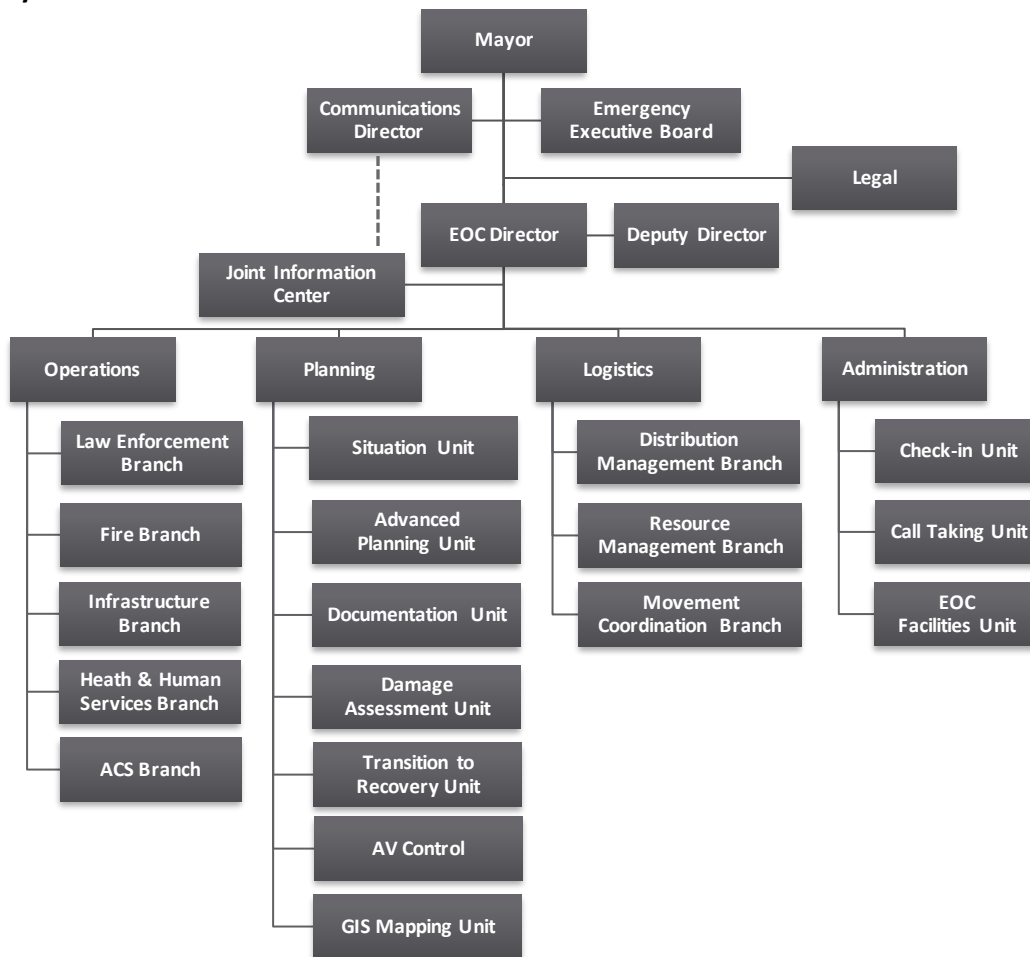 Mayor
Communications
Director
Emergency
Executive Board
Legal
EOC Director
Deputy Director
Joint Information
Center
Operations
Planning
Logistics
Administration
Law Enforcement
Branch
Fire Branch
Infrastructure
Branch
Heath & Human
Services Branch
ACS Branch
Situation Unit
Advanced
Planning Unit
Documentation Unit
Damage
Assessment Unit
Transition to
Recovery Unit
AV Control
GIS Mapping Unit
Distribution
Management Branch
Resource
Management Branch
Movement
Coordination Branch
Check-in Unit
Call Taking Unit
EOC
Facilities Unit